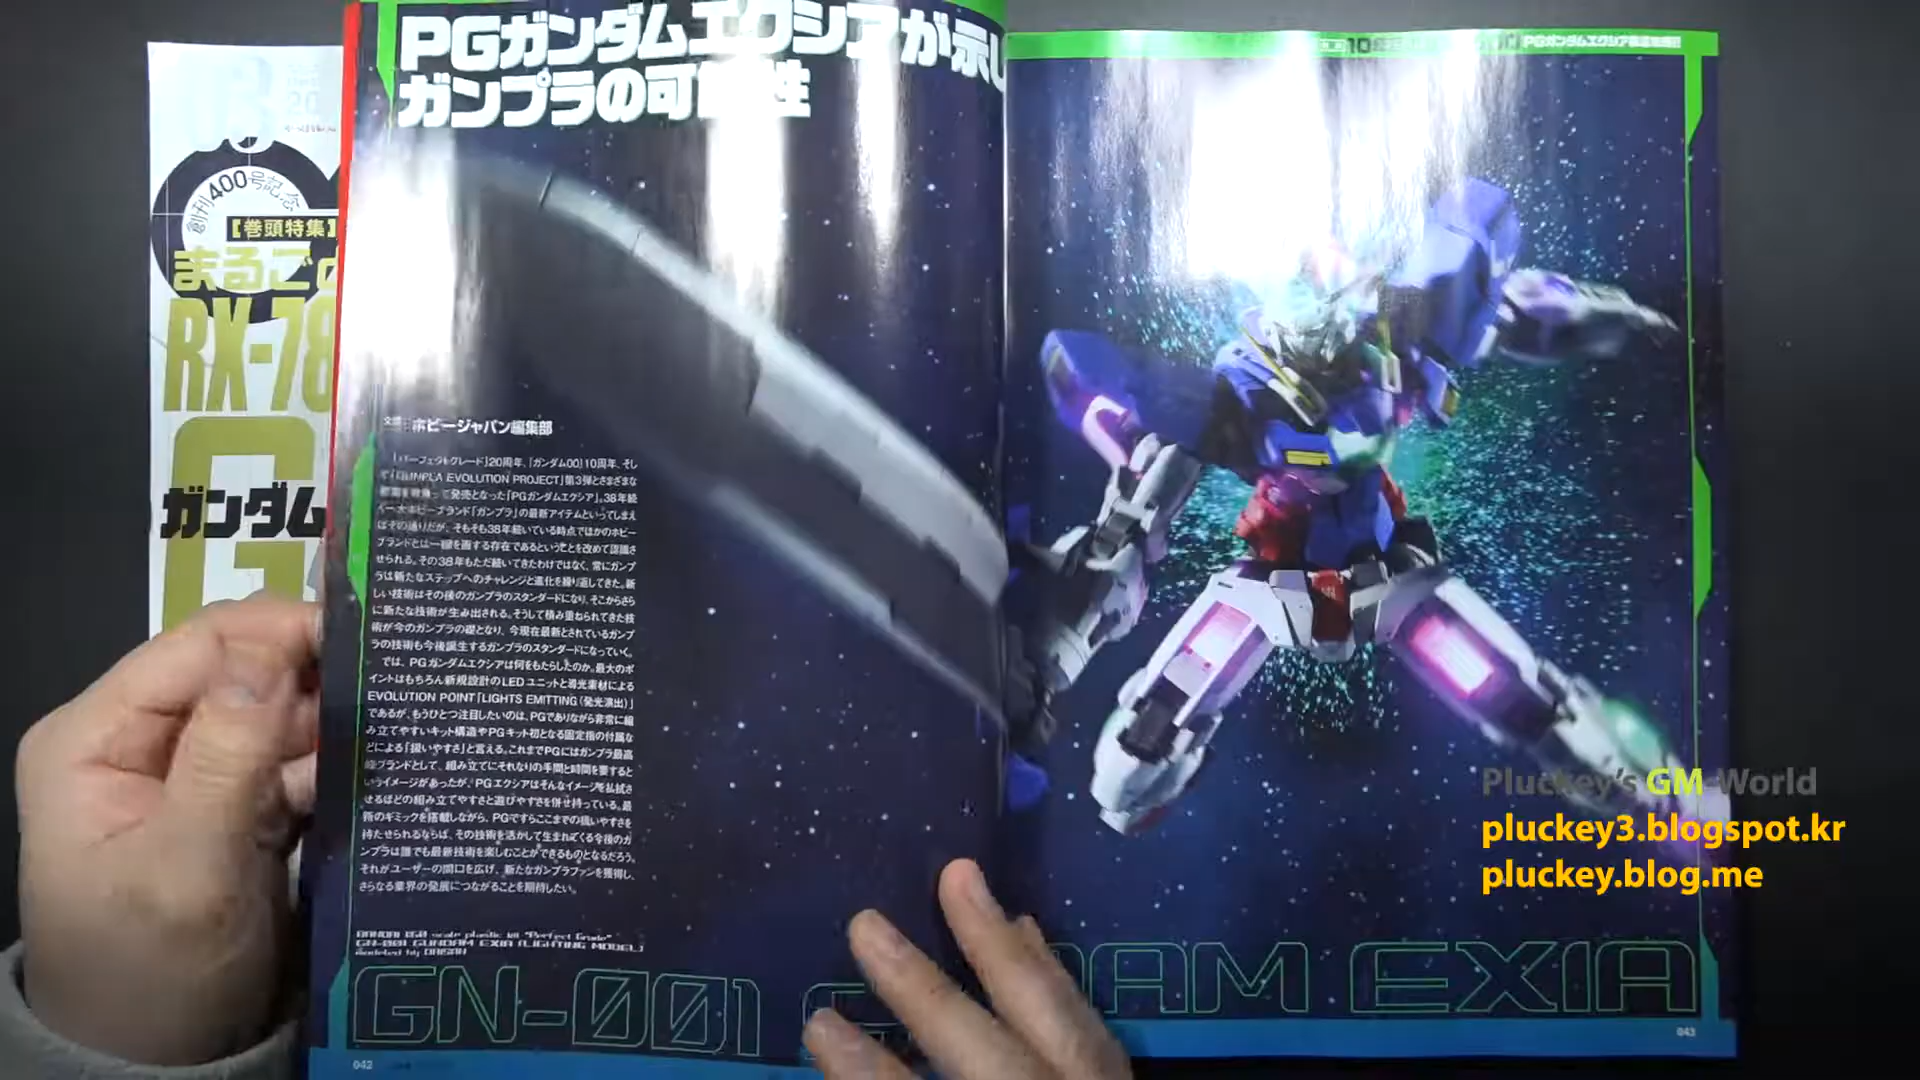 PGガンダムエクシアが示し
ガンプラの可能性
PGガンダムエクシア
創刊400号記念
【巻頭特集】
まるごと
RX-78
ガンダム
G
ホビージャパン編集部
「パーフェクトグレード」20周年、「ガンダム00」10周年、そし
て「GUNPLA EVOLUTION PROJECT」第3弾とさまざまな
て発売となった「PGガンダムエクシア」。38年続
く一大ホビーブランド「ガンプラ」の最新アイテムといってしまえ
ばその通りだが、そもそも38年続いている時点でほかのホビー
ブランドとは一線を画する存在であるということを改めて認識さ
せられる。その38年もただ続いてきたわけではなく、常にガンプ
ラは新たなステップへのチャレンジと進化を繰り返してきた。新
しい技術はその後のガンプラのスタンダードになり、そこからさら
に新たな技術が生み出される。そうして積み重ねられてきた技
術が今のガンプラの礎となり、今現在最新とされているガンプ
ラの技術も今後誕生するガンプラのスタンダードになっていく。
では、PGガンダムエクシアは何をもたらしたのか。最大のポ
イントはもちろん新規設計のLEDユニットと導光素材による
EVOLUTION POINT「LIGHTS EMITTING（発光演出）」
であるが、もうひとつ注目したいのは、PGでありながら非常に組
み立てやすいキット構造やPGキット初となる固定指の付属な
どによる「扱いやすさ」と言える。これまでPGにはガンプラ最高
峰ブランドとして、組み立てにそれなりの手間と時間を要すると
いうイメージがあったが、PGエクシアはそんなイメージを払拭さ
せるほどの組み立てやすさと遊びやすさを併せ持っている。最
新のギミックを搭載しながら、PGですらここまでの扱いやすさを
持たせられるならば、その技術を活かして生まれてくる今後のガ
ンプラは誰でも最新技術を楽しむことができるものとなるだろう。
それがユーザーの間口を広げ、新たなガンプラファンを獲得し、
さらなる業界の発展につながることを期待したい。
BANDAI 1/60 scale plastic kit "Perfect Grade"
GN-001 GUNDAM EXIA [LIGHTING MODEL]
modeled by DAISAN
GN-001 G DAM EXIA
042
043
Pluckey's GM-World
pluckey3.blogspot.kr
pluckey.blog.me